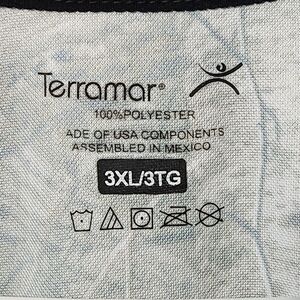 Terramar®
100%POLYESTER
ADE OF USA COMPONENTS
ASSEMBLED IN MEXICO
3XL/3TG